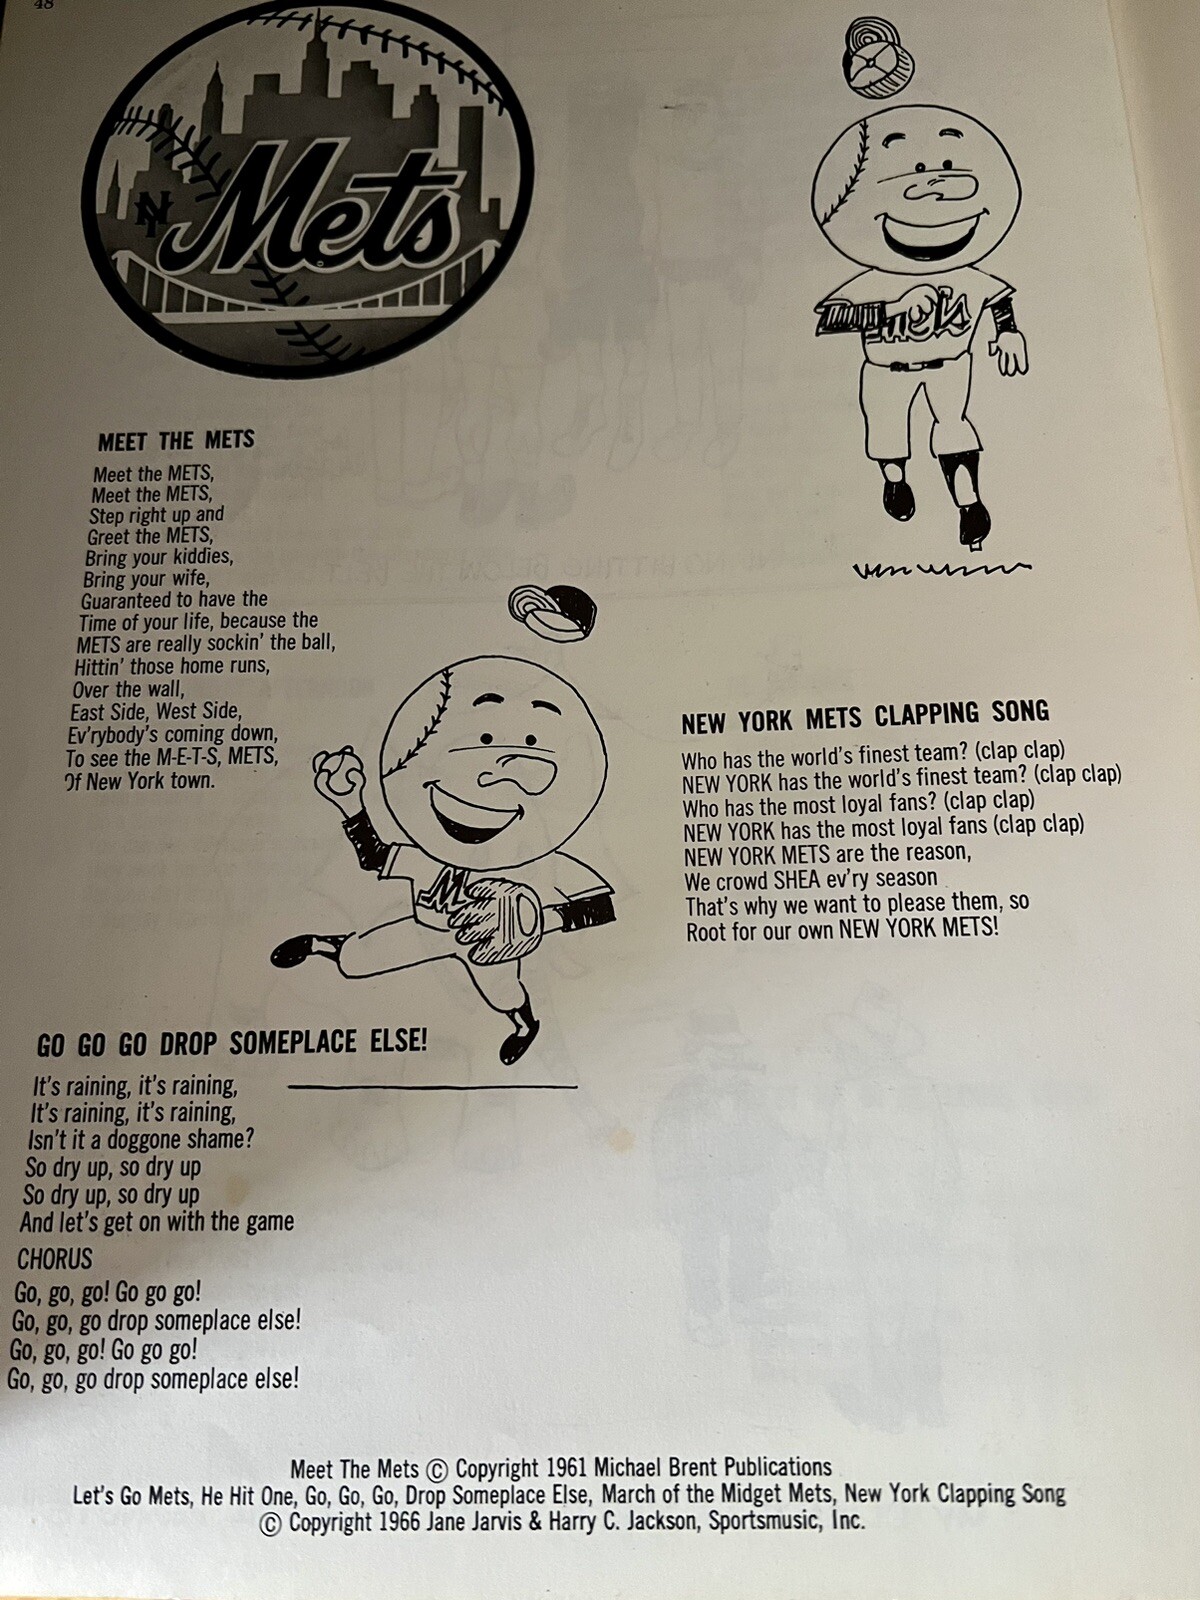 48
NY
Mets
Mets
MEET THE METS
Meet the METS,
Meet the METS,
Step right up and
Greet the METS,
Bring your kiddies,
Bring your wife,
Guaranteed to have the
Time of your life, because the
METS are really sockin' the ball,
Hittin' those home runs,
Over the wall,
East Side, West Side,
Ev'rybody's coming down,
To see the M-E-T-S, METS,
Of New York town.
M
NEW YORK METS CLAPPING SONG
Who has the world's finest team? (clap clap)
NEW YORK has the world's finest team? (clap clap)
Who has the most loyal fans? (clap clap)
NEW YORK has the most loyal fans (clap clap)
NEW YORK METS are the reason,
We crowd SHEA ev'ry season
That's why we want to please them, so
Root for our own NEW YORK METS!
GO GO GO DROP SOMEPLACE ELSE!
It's raining, it's raining,
It's raining, it's raining,
Isn't it a doggone shame?
So dry up, so dry up
So dry up, so dry up
And let's get on with the game
CHORUS
Go, go, go! Go go go!
Go, go, go drop someplace else!
Go, go, go! Go go go!
Go, go, go drop someplace else!
Meet The Mets © Copyright 1961 Michael Brent Publications
Let's Go Mets, He Hit One, Go, Go, Go, Drop Someplace Else, March of the Midget Mets, New York Clapping Song
© Copyright 1966 Jane Jarvis & Harry C. Jackson, Sportsmusic, Inc.